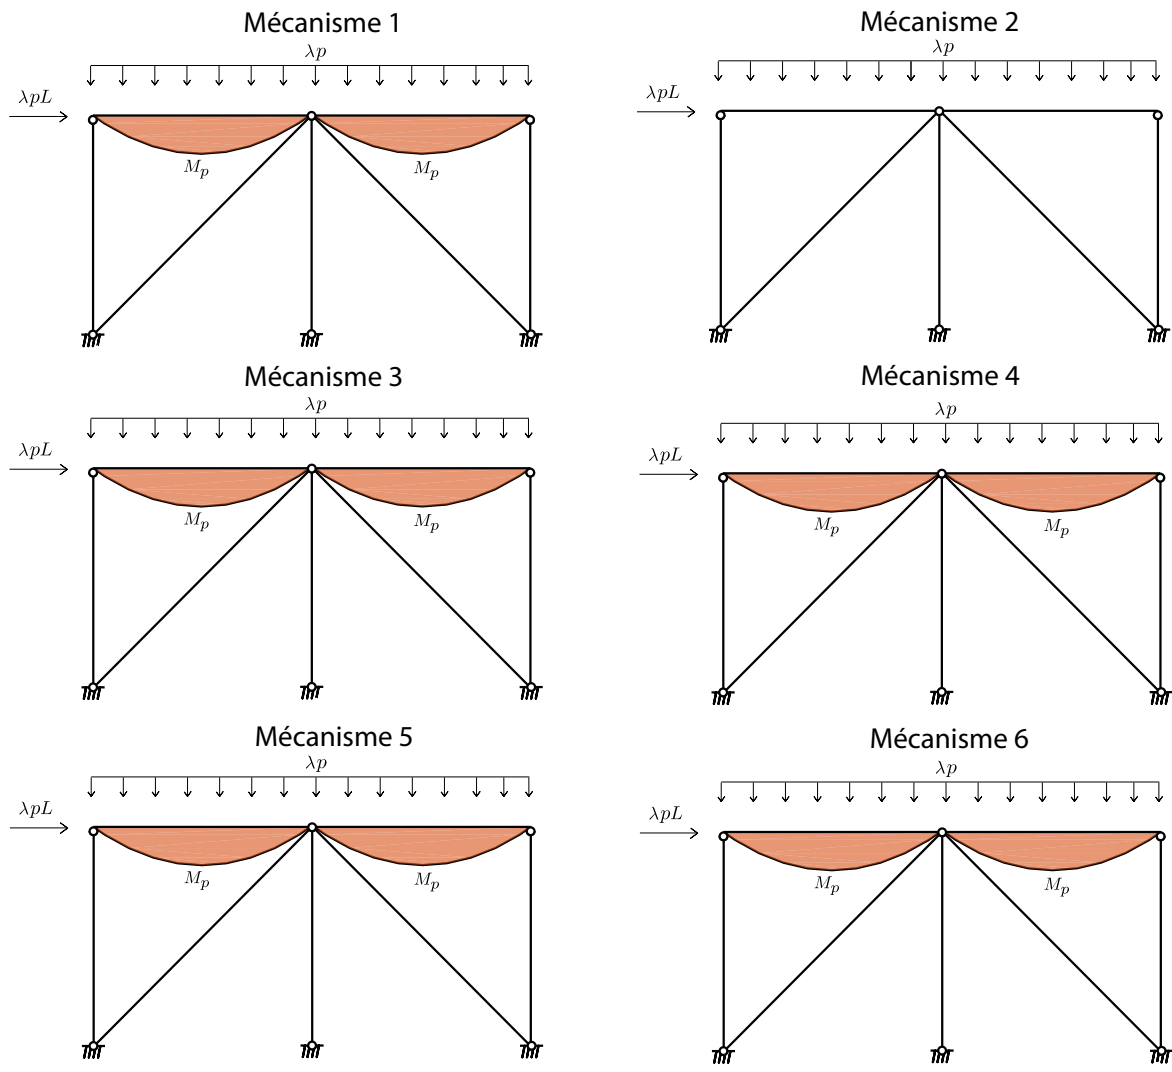 Mécanisme 1
Mécanisme 2
λp
λp
λpL
λpL
M_p
M_p
Mécanisme 3
Mécanisme 4
λp
λp
λpL
λpL
M_p
M_p
M_p
M_p
Mécanisme 5
Mécanisme 6
λp
λp
λpL
λpL
M_p
M_p
M_p
M_p